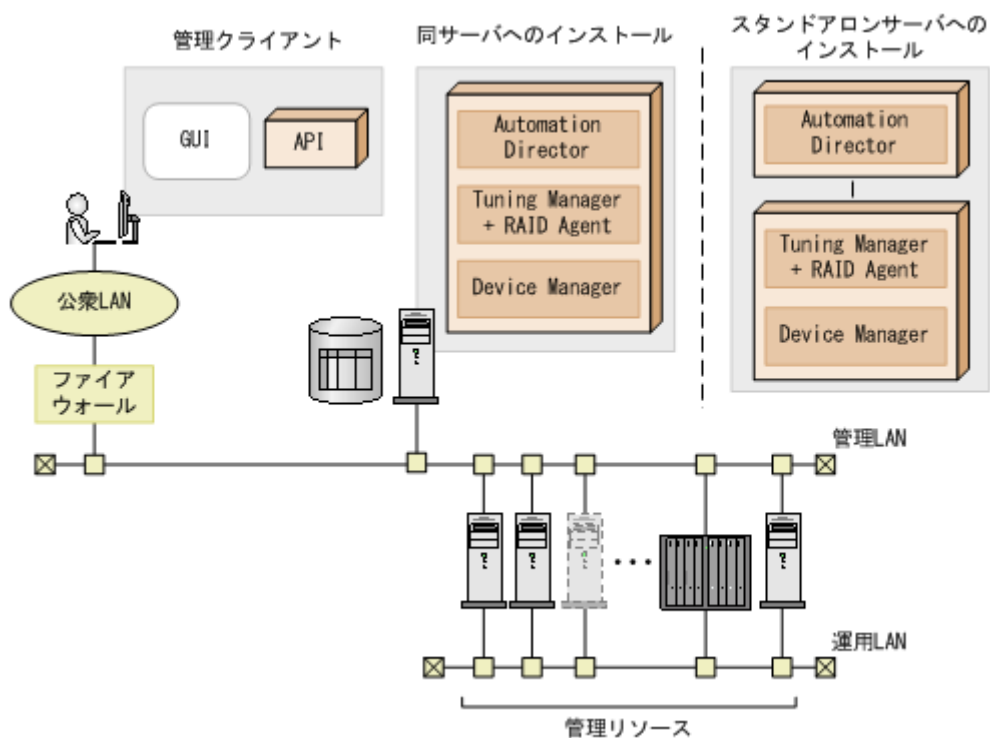 管理クライアント
同サーバへのインストール
スタンドアロンサーバへの
インストール
GUI
API
Automation
Director
Tuning Manager
+ RAID Agent
Device Manager
Automation
Director
Tuning Manager
+ RAID Agent
Device Manager
公衆LAN
ファイア
ウォール
管理LAN
運用LAN
管理リソース